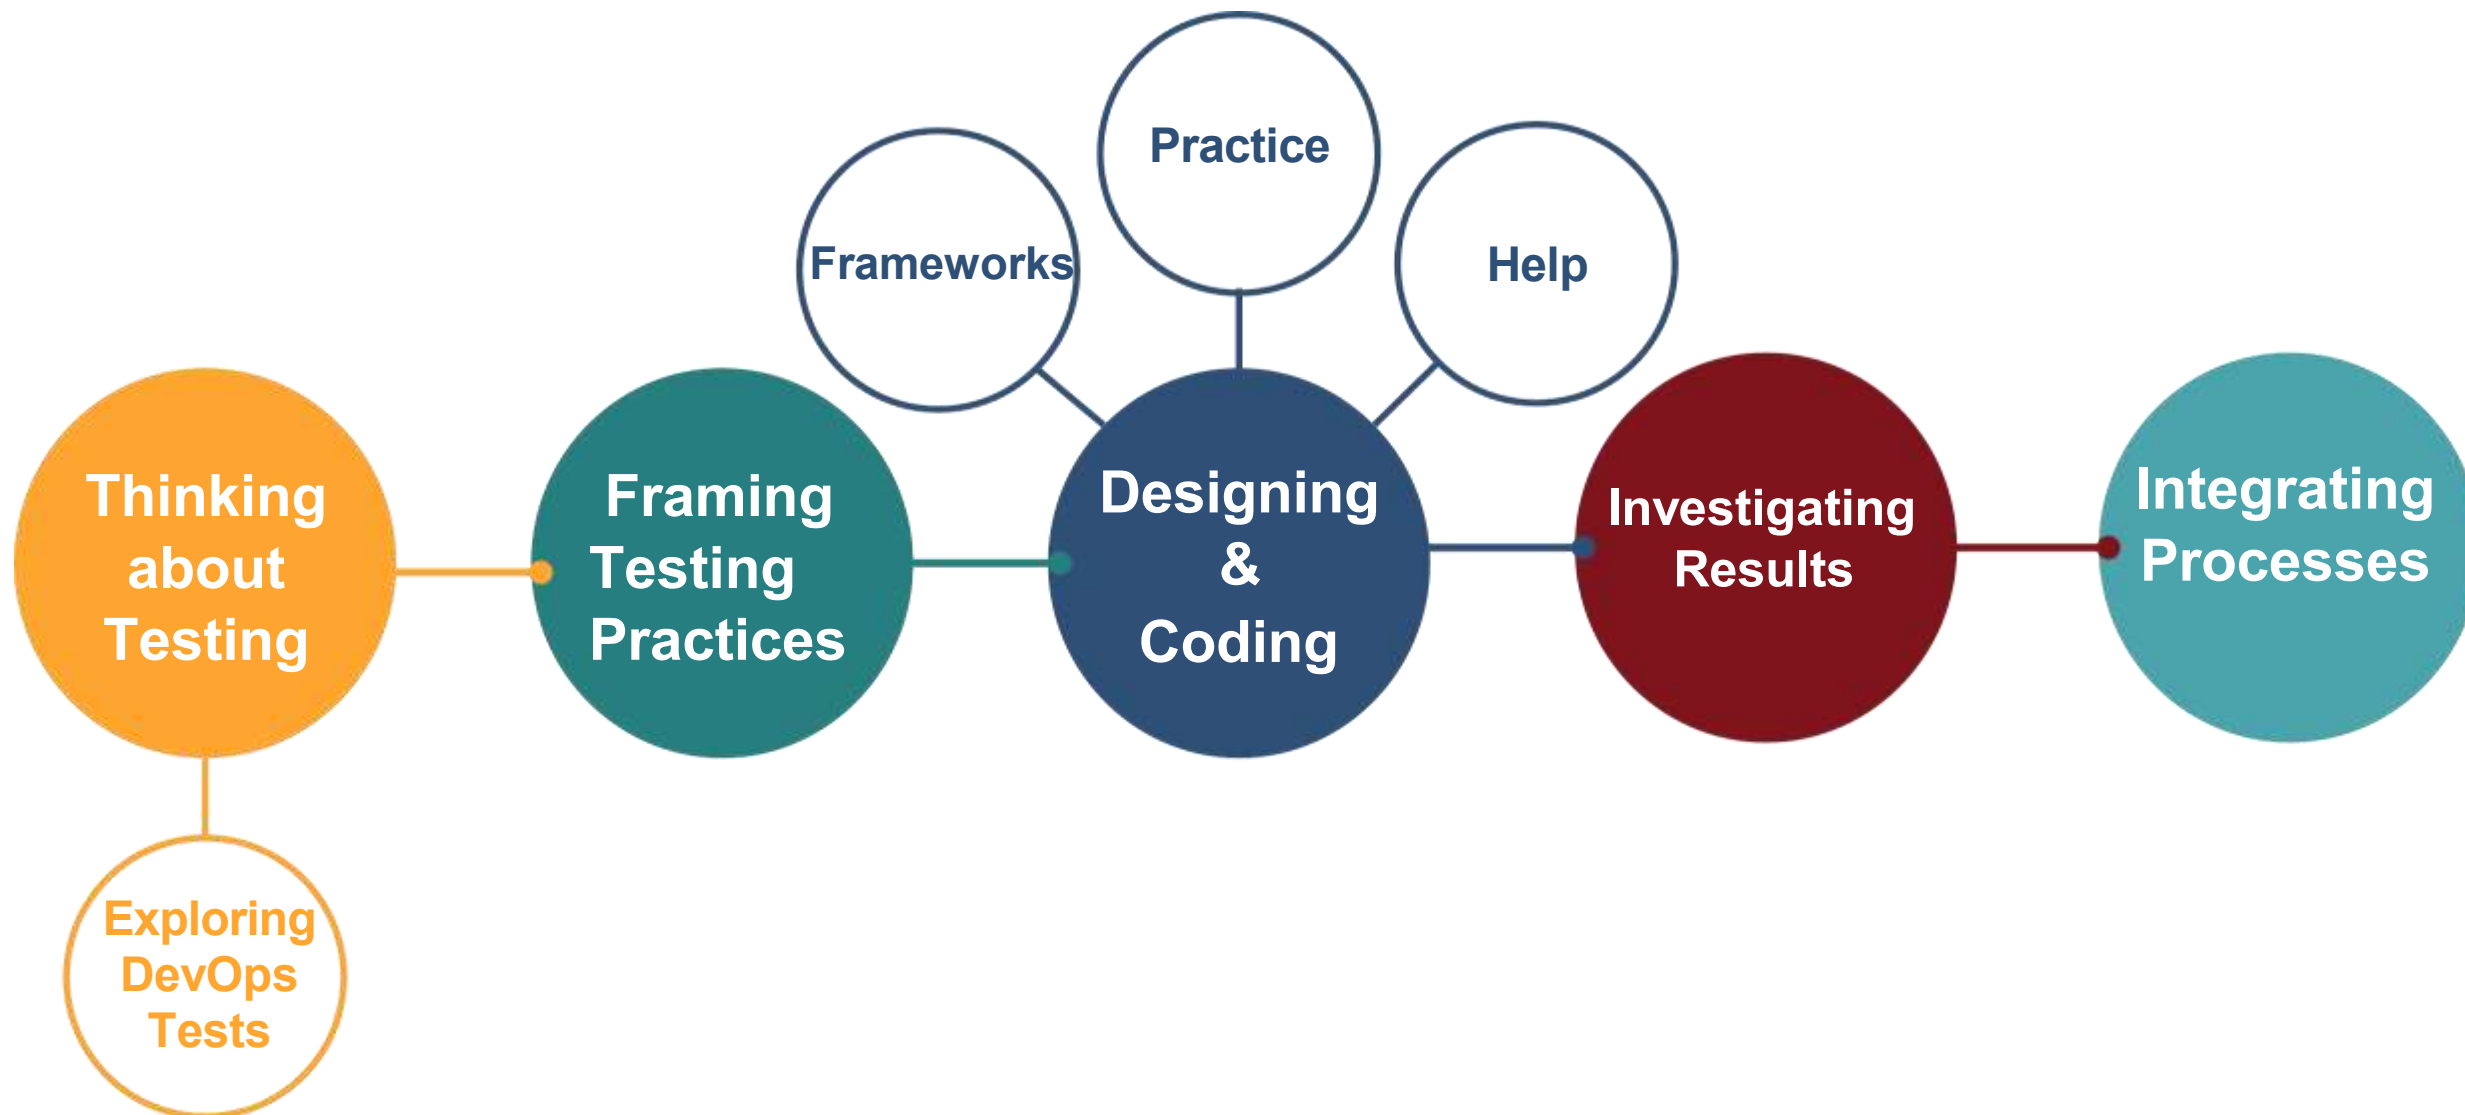 Practice
Frameworks
Help
Thinking
about
Testing
Framing
Testing
Practices
Designing
&
Coding
Investigating
Results
Integrating
Processes
Exploring
DevOps
Tests